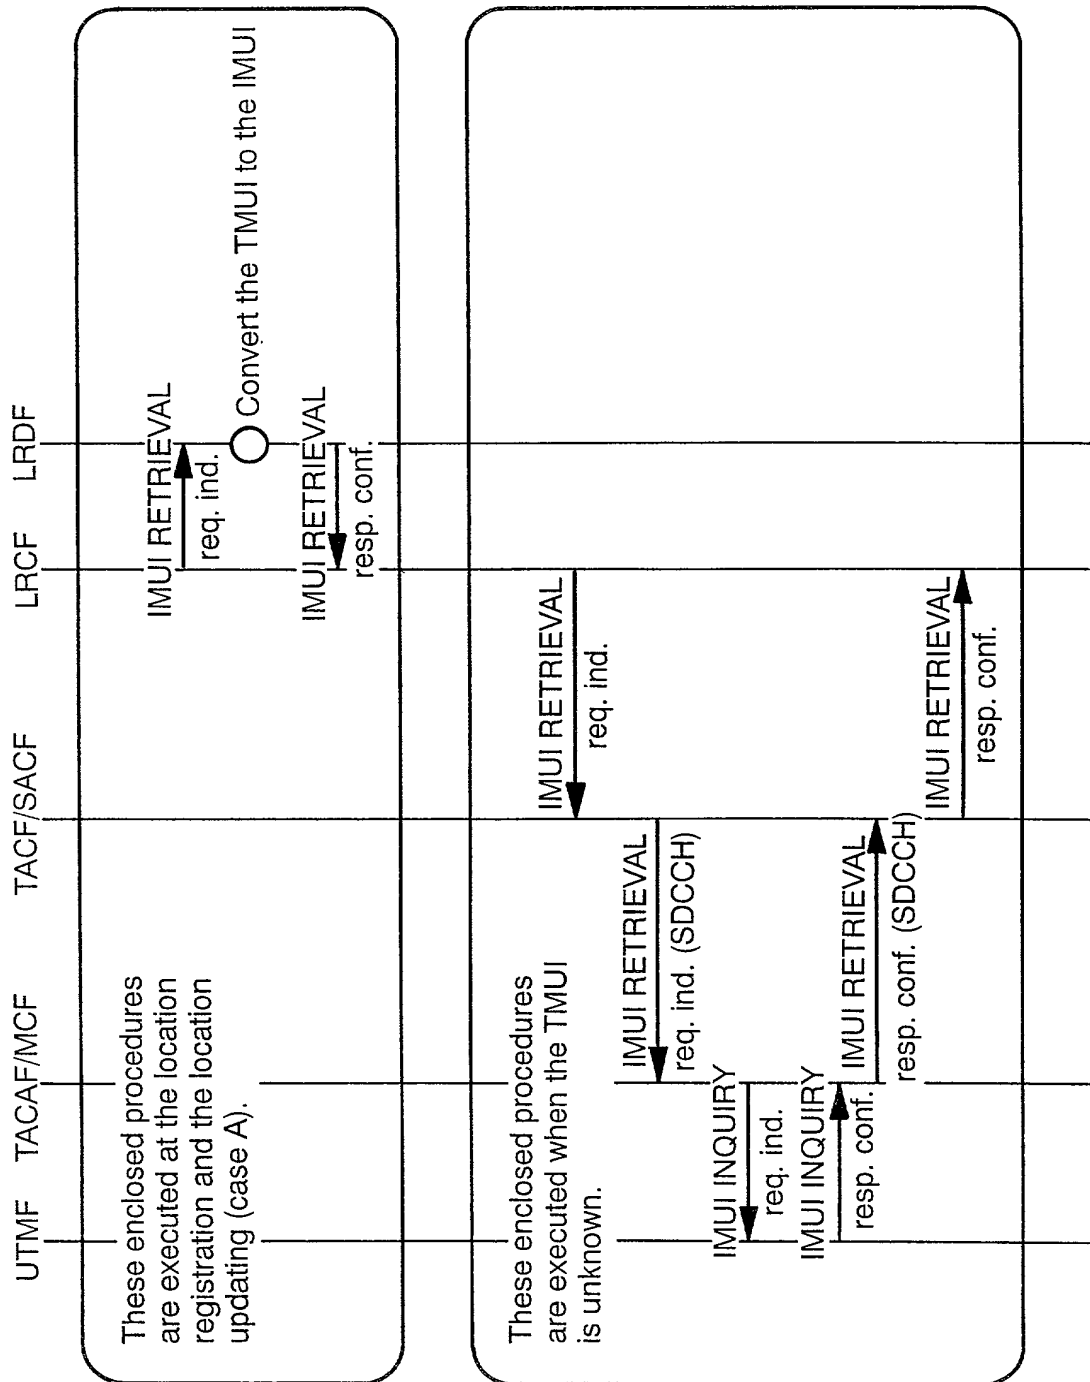 UTMF TACAF/MCF TACF/SACF LRCF LRDF
These enclosed procedures
are executed at the location
registration and the location
updating (case A).
IMUI RETRIEVAL
req. ind.
Convert the TMUI to the IMUI
IMUI RETRIEVAL
resp. conf.
These enclosed procedures
are executed when the TMUI
is unknown.
IMUI RETRIEVAL
req. ind.
IMUI RETRIEVAL
req. ind. (SDCCH)
IMUI INQUIRY
req. ind.
IMUI INQUIRY
resp. conf.
IMUI RETRIEVAL
resp. conf. (SDCCH)
IMUI RETRIEVAL
resp. conf.